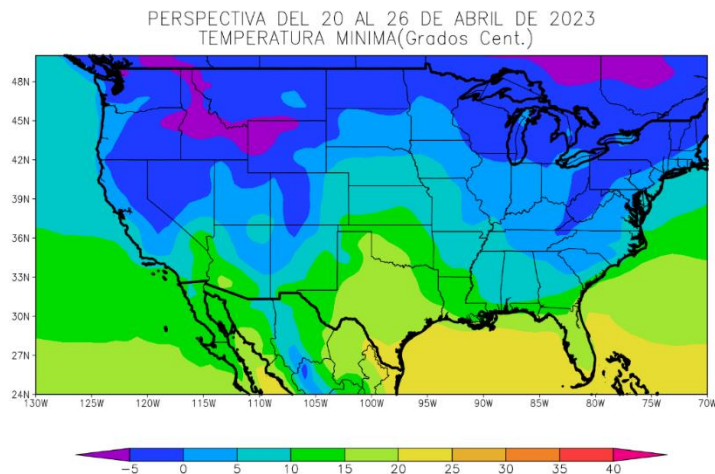 PERSPECTIVA DEL 20 AL 26 DE ABRIL DE 2023
TEMPERATURA MINIMA(Grados Cent.)
48N
45N
42N
39N
36N
33N
30N
27N
24N
130W 125W 120W 115W 110W 105W 100W 95W 90W 85W 80W 75W 70W
-5 0 5 10 15 20 25 30 35 40